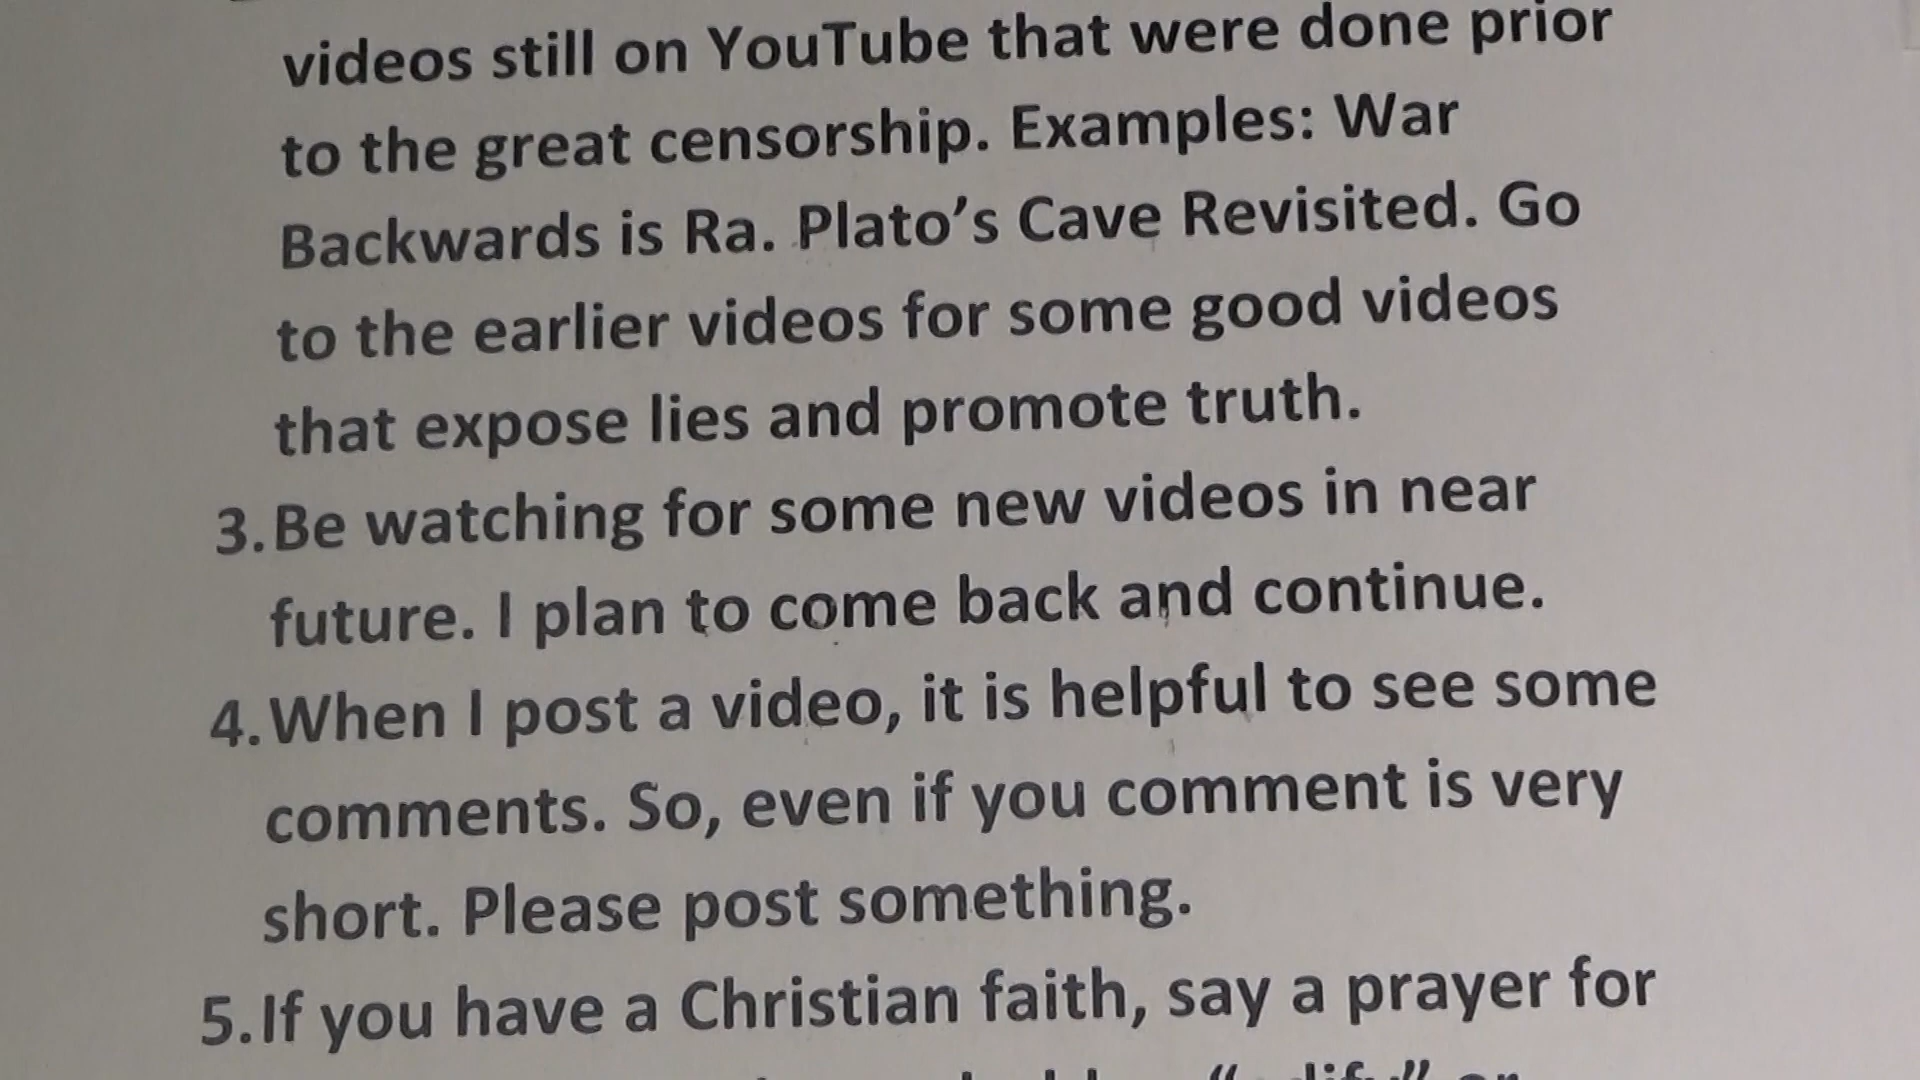 videos still on YouTube that were done prior
to the great censorship. Examples: War
Backwards is Ra. Plato’s Cave Revisited. Go
to the earlier videos for some good videos
that expose lies and promote truth.
3. Be watching for some new videos in near
future. I plan to come back and continue.
4. When I post a video, it is helpful to see some
comments. So, even if you comment is very
short. Please post something.
5. If you have a Christian faith, say a prayer for